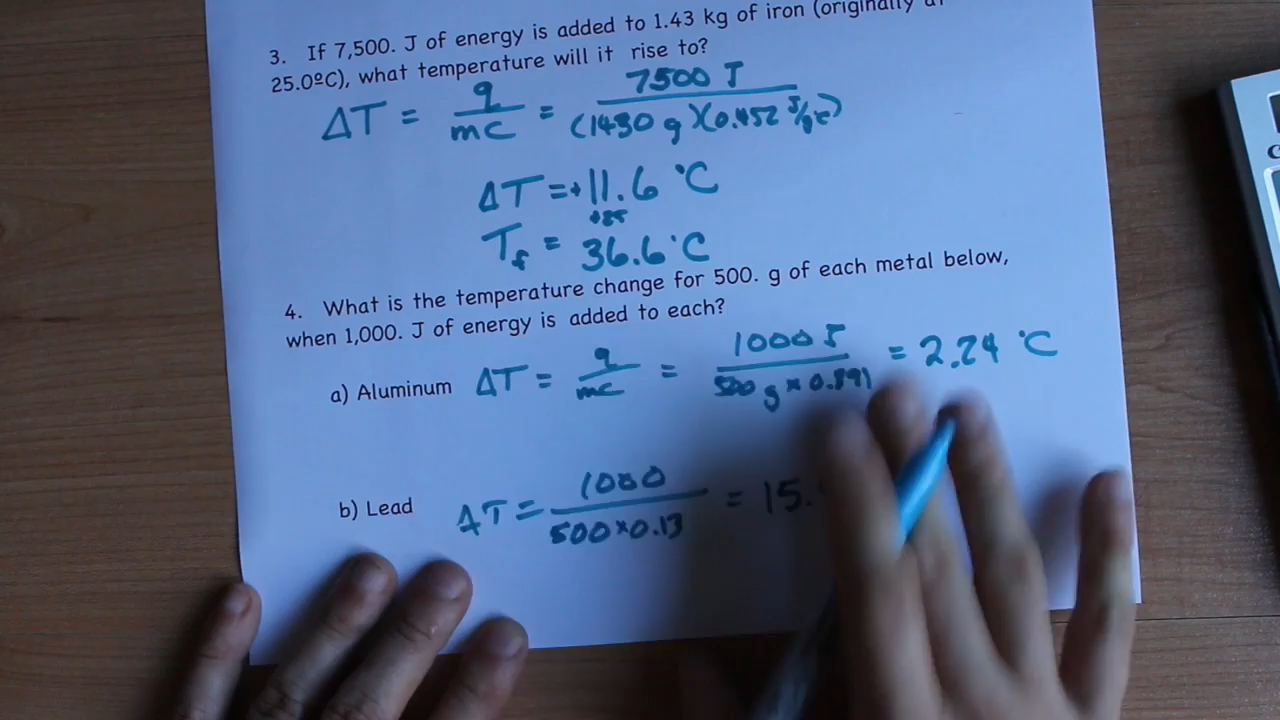 3. If 7,500. J of energy is added to 1.43 kg of iron (originally at
25.0ºC), what temperature will it rise to?
ΔT = q/mc = 7500 J/(1430 g)(0.452 J/g°C)
ΔT = +11.6 °C
+25
Tf = 36.6 °C
4. What is the temperature change for 500. g of each metal below,
when 1,000. J of energy is added to each?
a) Aluminum ΔT = q/mc = 1000 J/500 g × 0.891 = 2.24 °C
b) Lead ΔT = 1000/500×0.13 = 15.